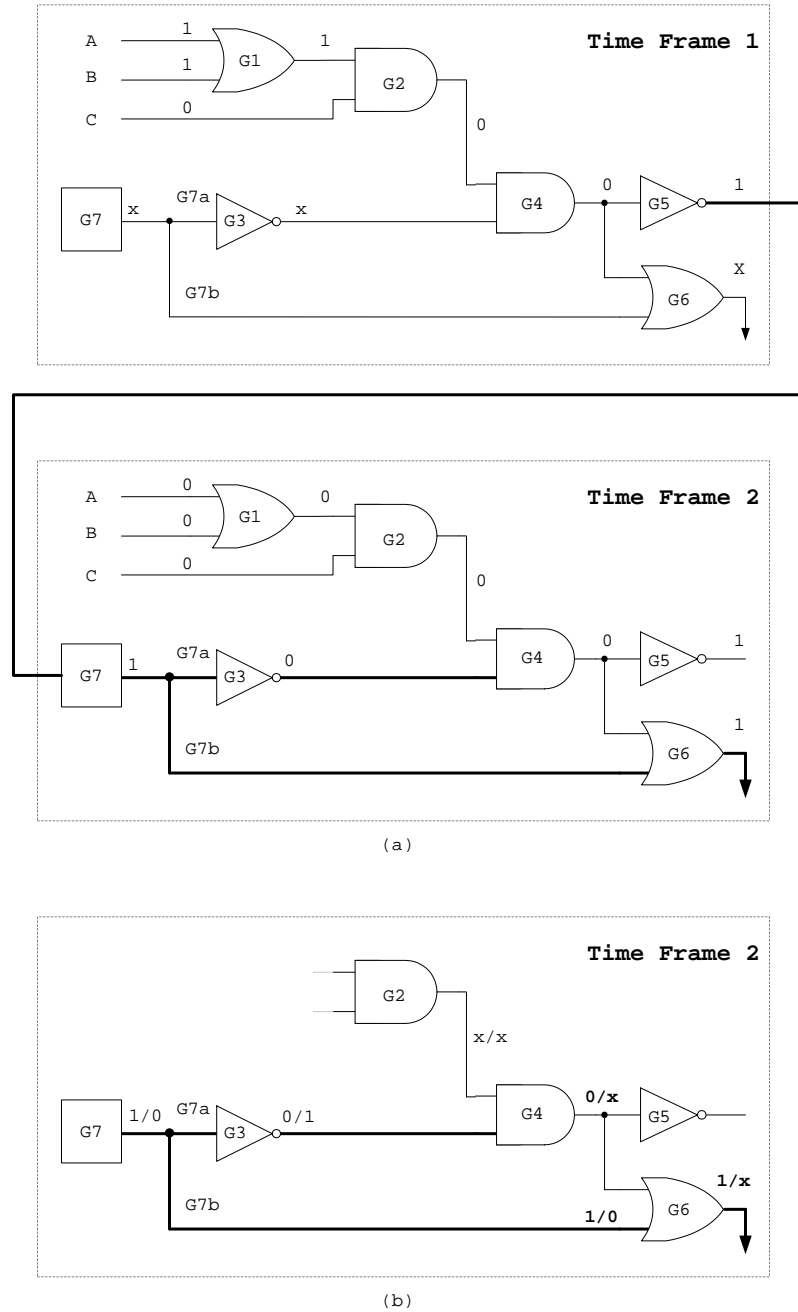 A 1 1 Time Frame 1
G1
B 1 G2
C 0 0
G7 x G7a G3 x G4 0 G5 1
G7b x
G6
A 0 0 Time Frame 2
G1
B 0 G2
C 0 0
G7 1 G7a G3 0 G4 0 G5 1
G7b 1
G6
(a)
Time Frame 2
G2
x/x
G7 1/0 G7a G3 0/1 G4 0/x G5
G7b 1/0 G6 1/x
(b)